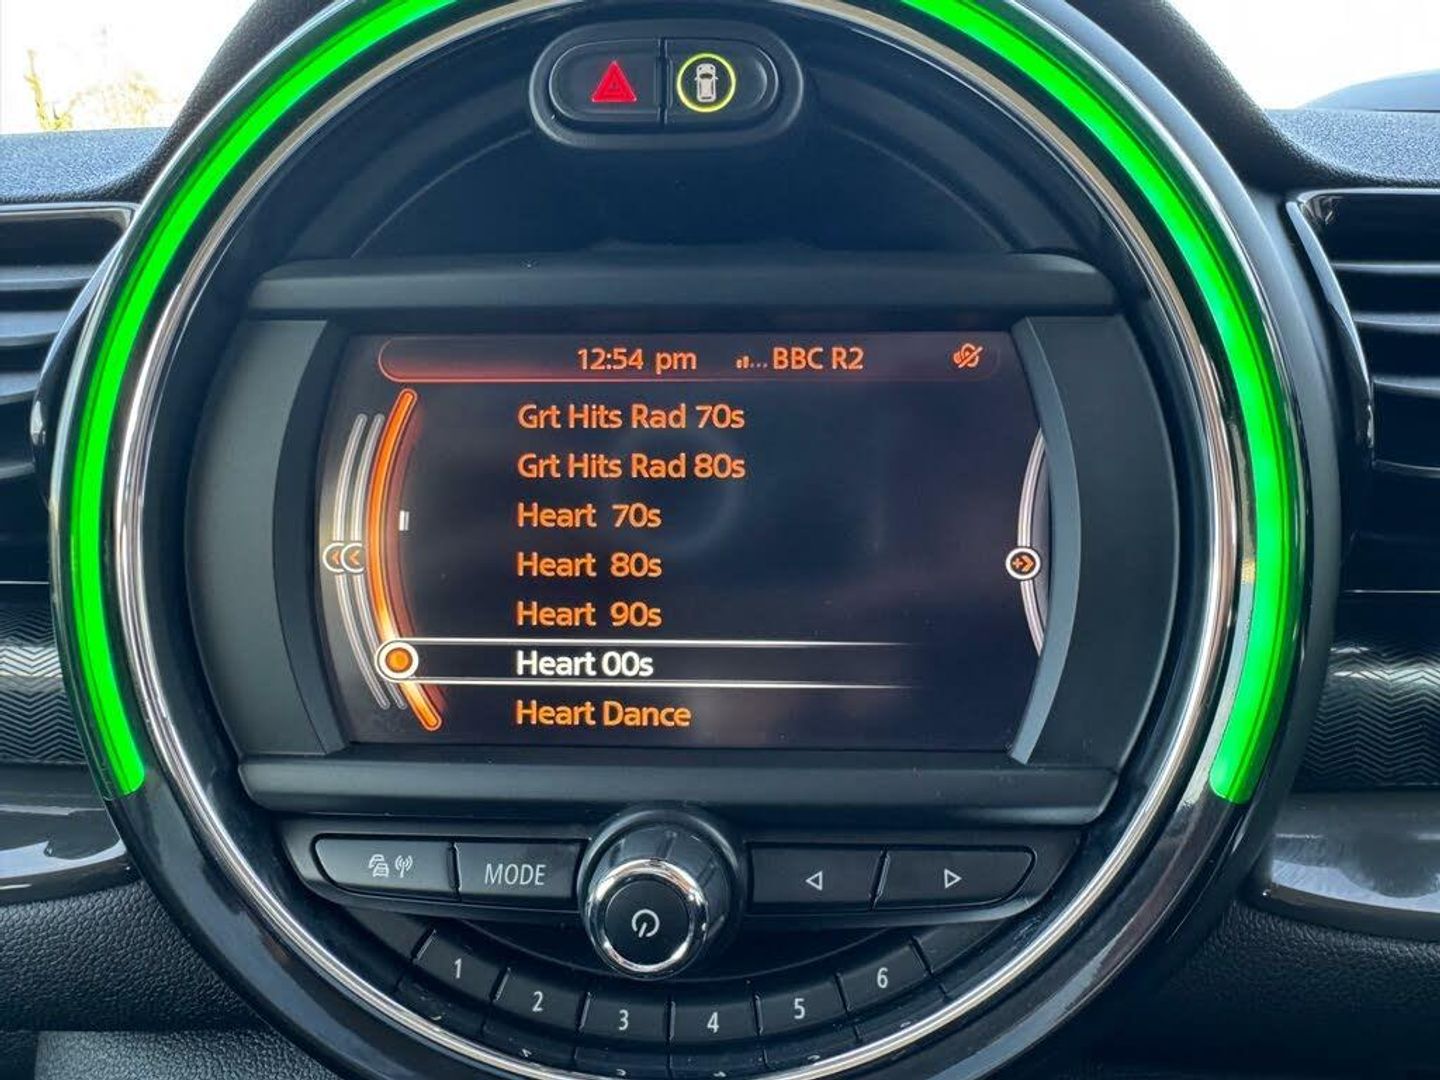 12:54 pm BBC R2
Grt Hits Rad 70s
Grt Hits Rad 80s
Heart 70s
Heart 80s
Heart 90s
Heart 00s
Heart Dance
MODE
1 2 3 4 5 6